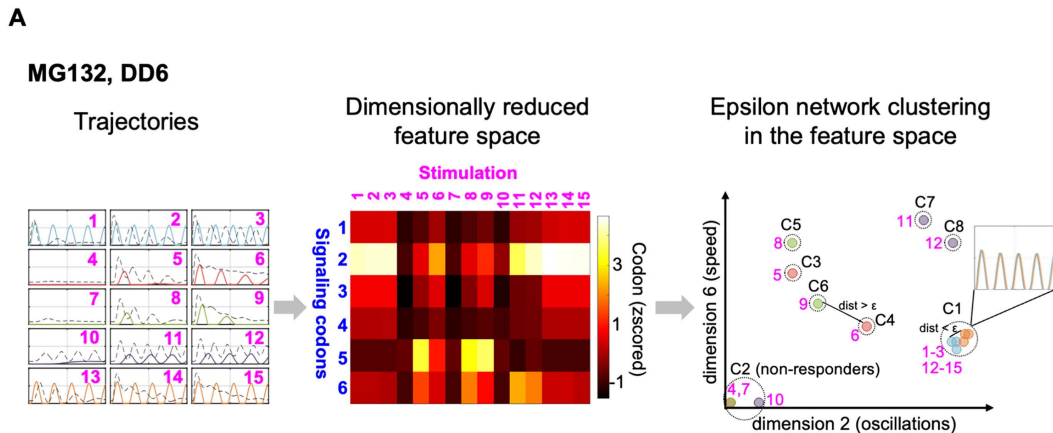 A
MG132, DD6
Trajectories
1 2 3
4 5 6
7 8 9
10 11 12
13 14 15
Dimensionally reduced
feature space
Stimulation
1 2 3 4 5 6 7 8 9 10 11 12 13 14 15
Signaling codons
1
2
3
4
5
6
Codon (zscored)
3
1
-1
Epsilon network clustering
in the feature space
dimension 6 (speed)
C7
11
C8
12
C5
8
C3
5
C6
9
dist > ε
C4
6
C1
dist < ε
1-3
12-15
C2 (non-responders)
4,7
10
dimension 2 (oscillations)